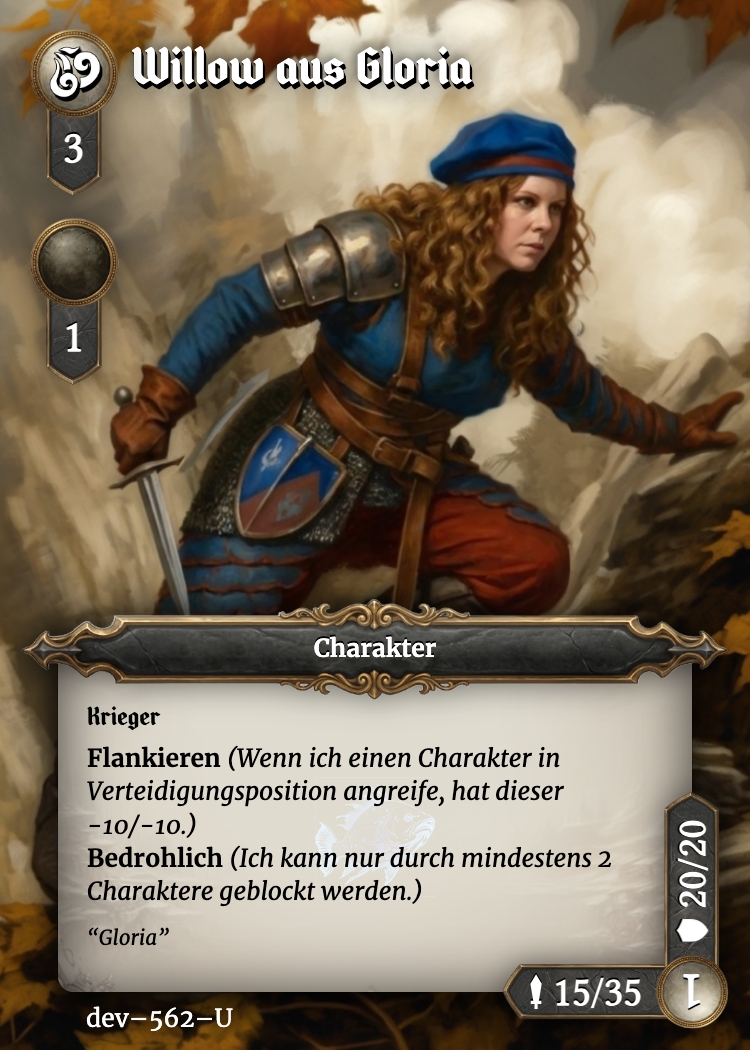 Willow aus Gloria
3
1
Charakter
Krieger
Flankieren (Wenn ich einen Charakter in
Verteidigungsposition angreife, hat dieser
-10/-10.)
Bedrohlich (Ich kann nur durch mindestens 2
Charaktere geblockt werden.)
“Gloria”
20/20
15/35
1
dev–562–U